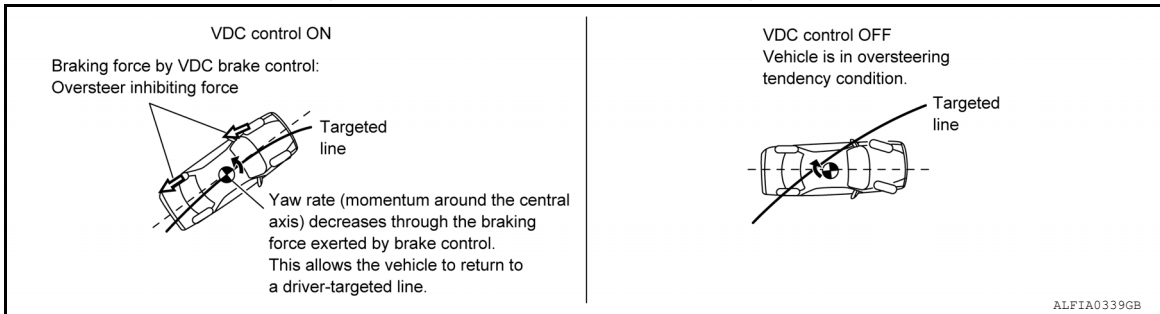 VDC control ON
Braking force by VDC brake control:
Oversteer inhibiting force
Targeted
line
Yaw rate (momentum around the central
axis) decreases through the braking
force exerted by brake control.
This allows the vehicle to return to
a driver-targeted line.
VDC control OFF
Vehicle is in oversteering
tendency condition.
Targeted
line
ALFIA0339GB